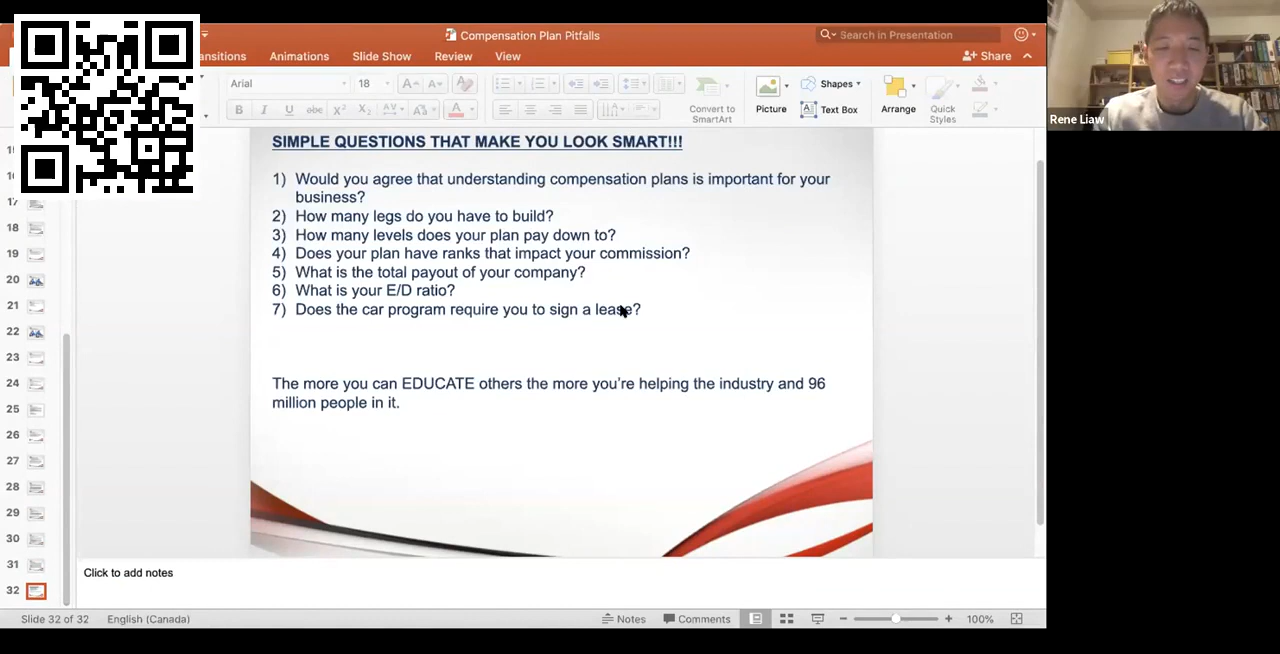 Compensation Plan Pitfalls
Search in Presentation
Animations
Slide Show
Review
View
Share
Arial
18
Convert to
SmartArt
Picture
Shapes
Text Box
Arrange
Quick
Styles
Rene Liaw
SIMPLE QUESTIONS THAT MAKE YOU LOOK SMART!!!
1) Would you agree that understanding compensation plans is important for your
business?
2) How many legs do you have to build?
3) How many levels does your plan pay down to?
4) Does your plan have ranks that impact your commission?
5) What is the total payout of your company?
6) What is your E/D ratio?
7) Does the car program require you to sign a lease?
The more you can EDUCATE others the more you're helping the industry and 96
million people in it.
17
18
19
20
21
22
23
24
25
26
27
28
29
30
31
32
Click to add notes
Slide 32 of 32
English (Canada)
Notes
Comments
100%